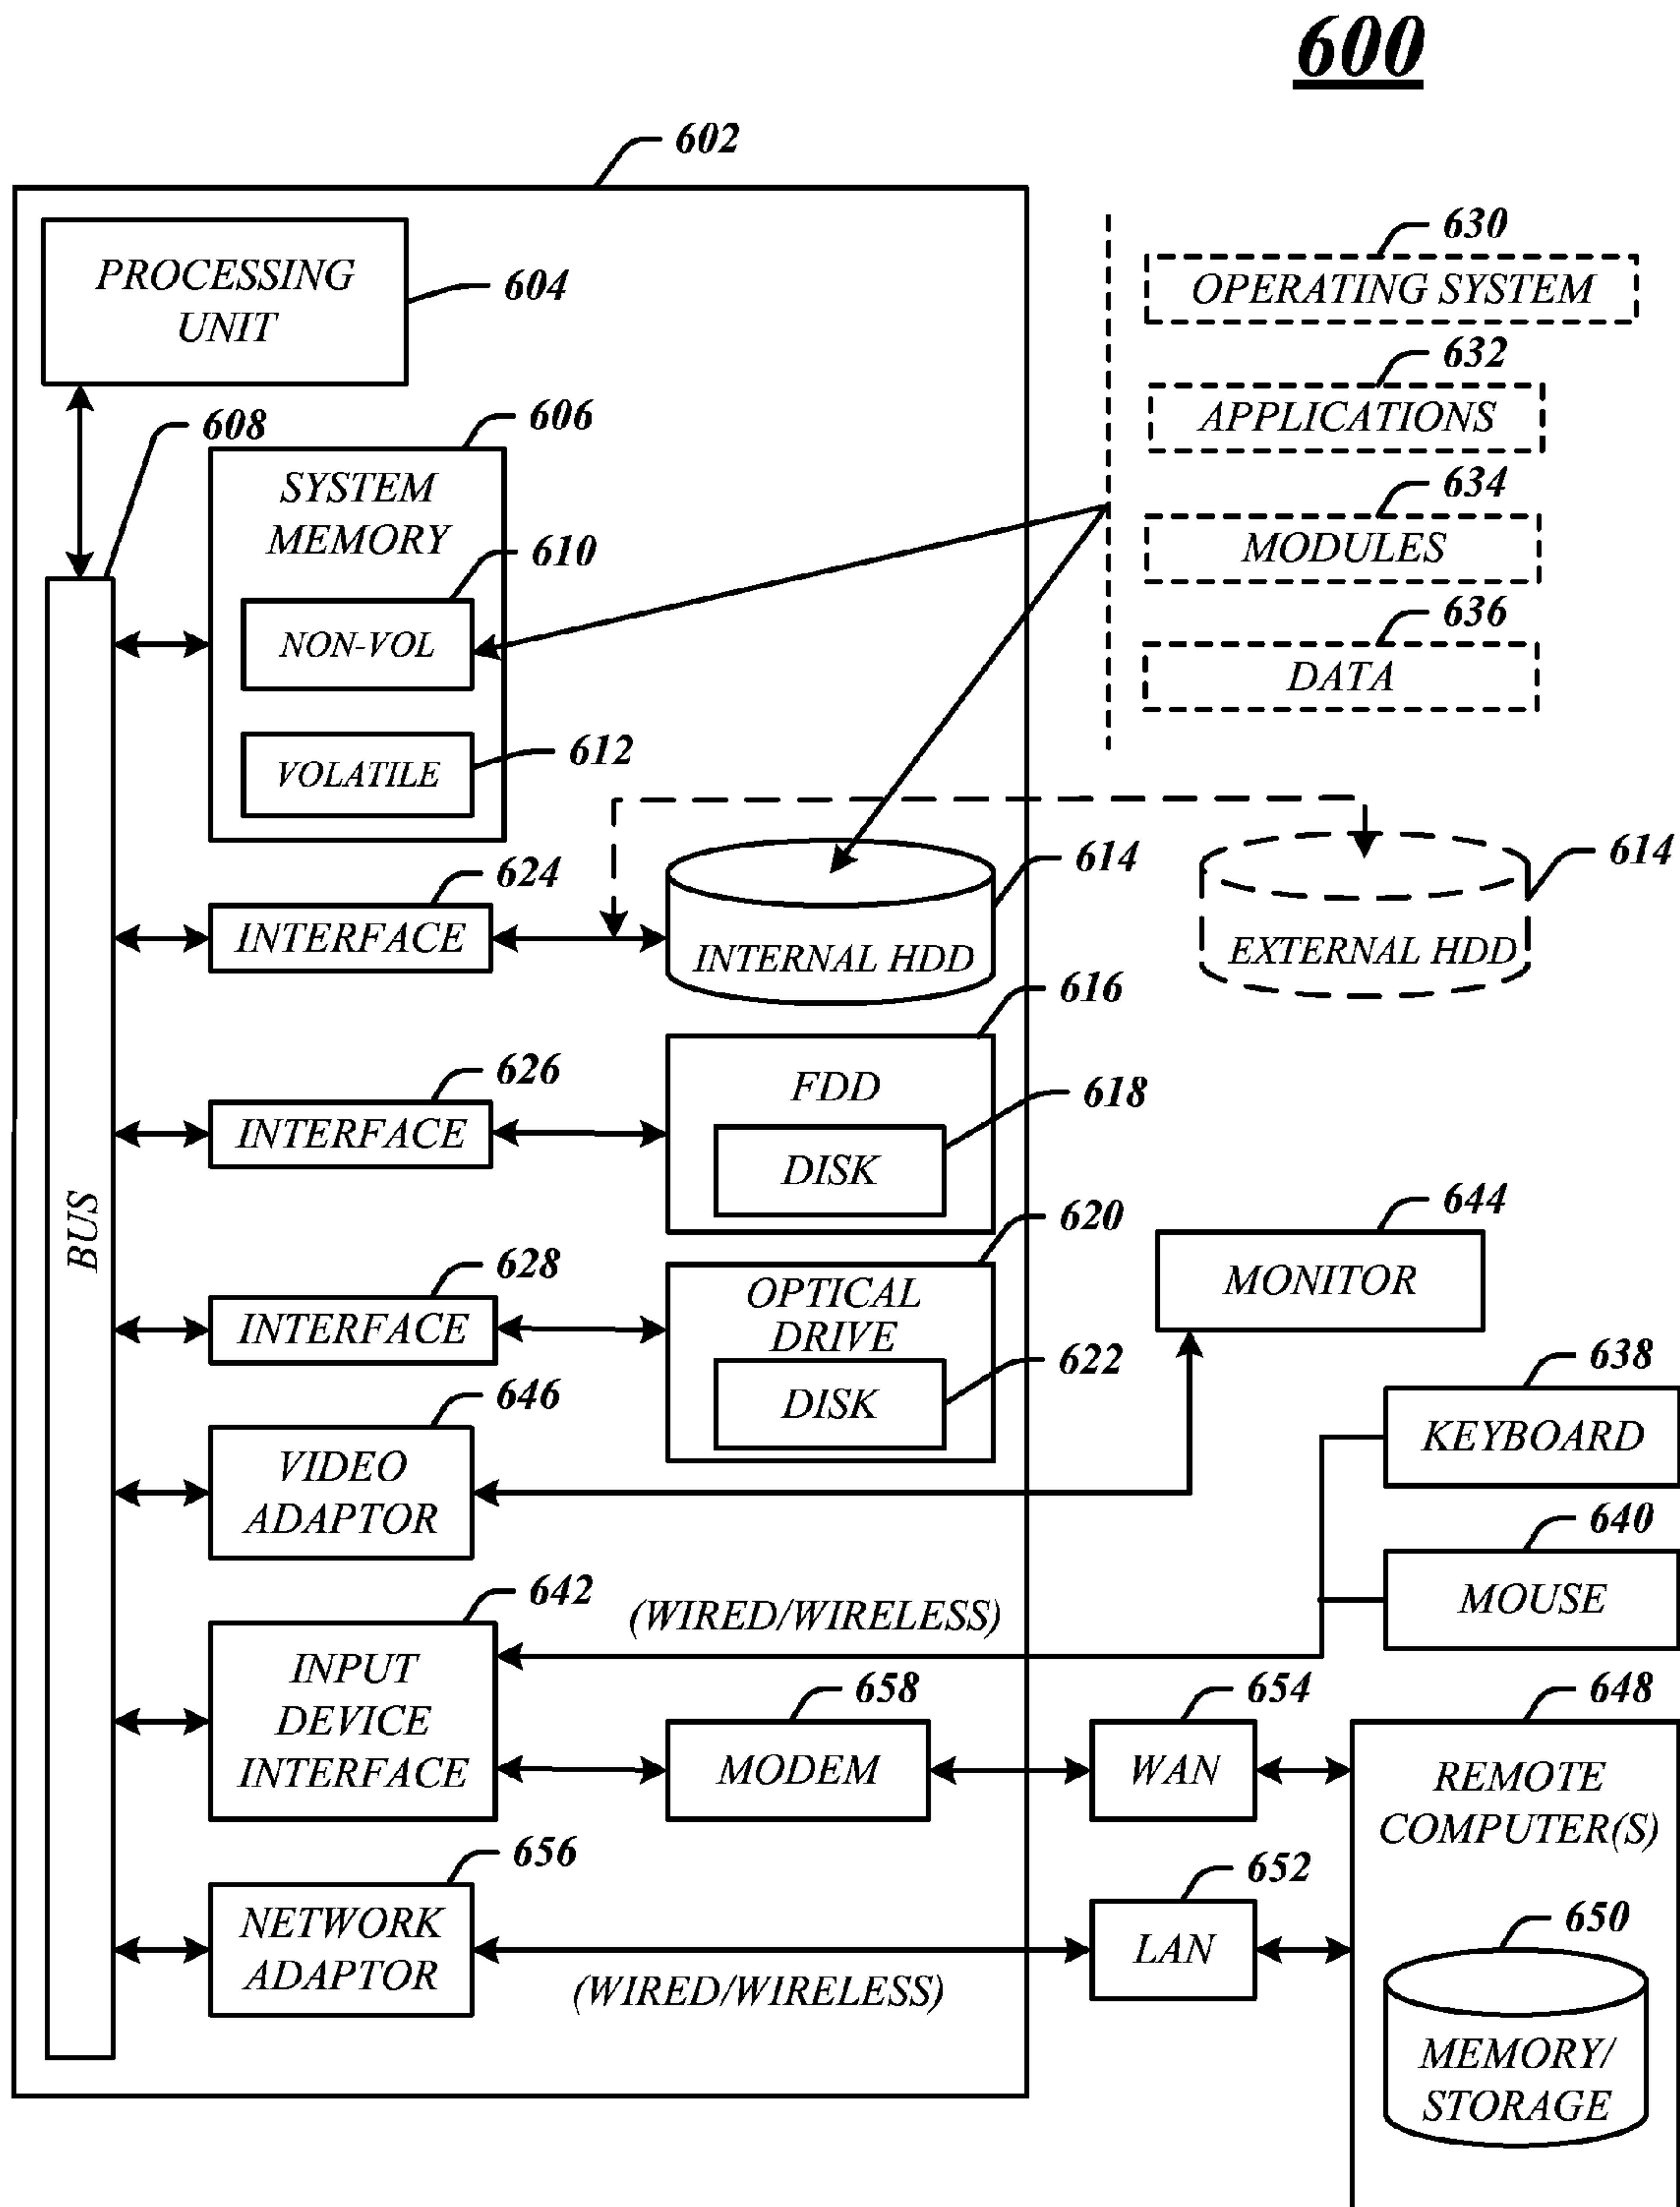 600
602
PROCESSING
UNIT
604
630
OPERATING SYSTEM
632
APPLICATIONS
634
MODULES
636
DATA
608
606
SYSTEM
MEMORY
610
NON-VOL
612
VOLATILE
624
INTERFACE
614
INTERNAL HDD
614
EXTERNAL HDD
616
FDD
618
DISK
626
INTERFACE
BUS
620
OPTICAL
DRIVE
622
DISK
628
INTERFACE
644
MONITOR
646
VIDEO
ADAPTOR
638
KEYBOARD
640
MOUSE
642
INPUT
DEVICE
INTERFACE
(WIRED/WIRELESS)
658
MODEM
654
WAN
648
REMOTE
COMPUTER(S)
656
NETWORK
ADAPTOR
(WIRED/WIRELESS)
652
LAN
650
MEMORY/
STORAGE